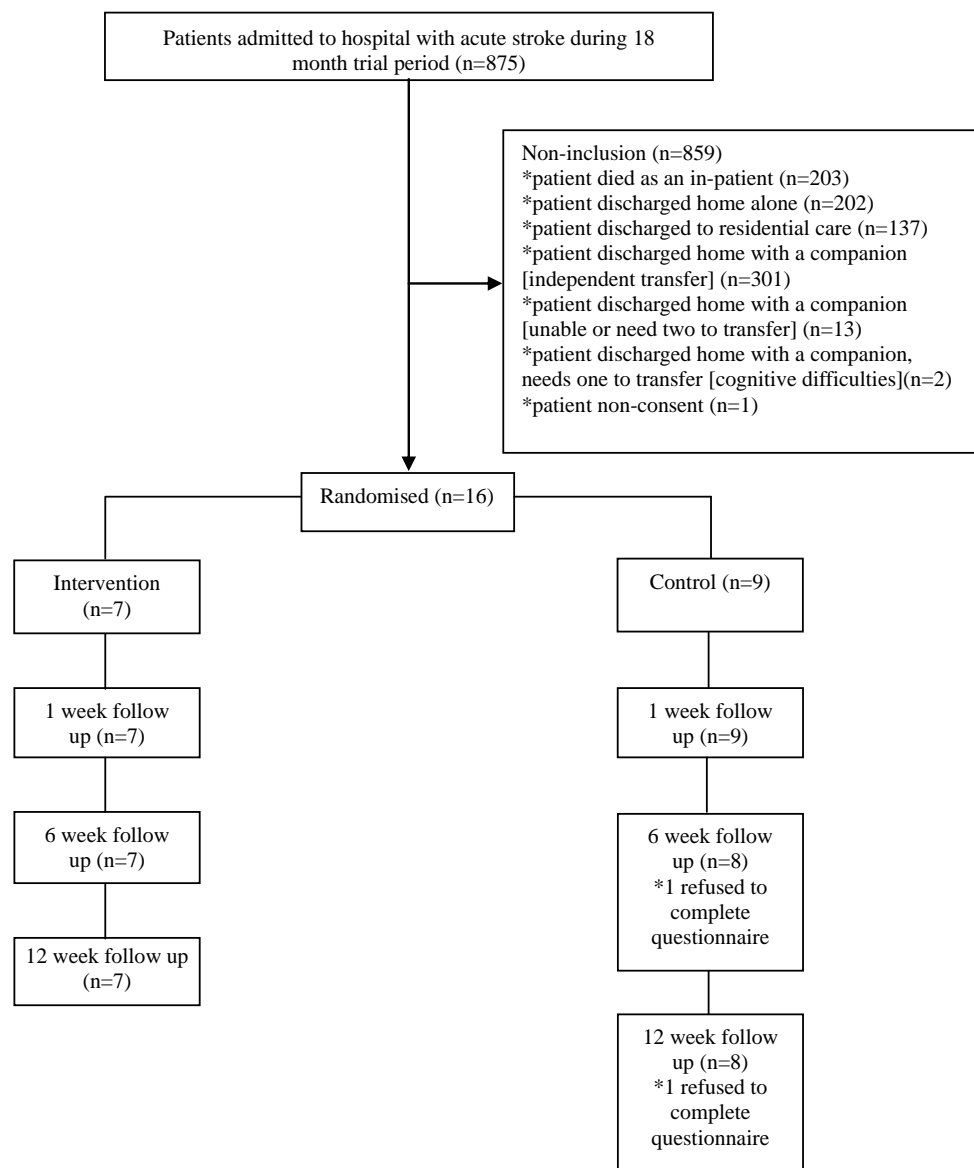 Patients admitted to hospital with acute stroke during 18
month trial period (n=875)
Non-inclusion (n=859)
*patient died as an in-patient (n=203)
*patient discharged home alone (n=202)
*patient discharged to residential care (n=137)
*patient discharged home with a companion
[independent transfer] (n=301)
*patient discharged home with a companion
[unable or need two to transfer] (n=13)
*patient discharged home with a companion,
needs one to transfer [cognitive difficulties](n=2)
*patient non-consent (n=1)
Randomised (n=16)
Intervention
(n=7)
1 week follow
up (n=7)
6 week follow
up (n=7)
12 week follow up
(n=7)
Control (n=9)
1 week follow
up (n=9)
6 week follow
up (n=8)
*1 refused to
complete
questionnaire
12 week follow
up (n=8)
*1 refused to
complete
questionnaire